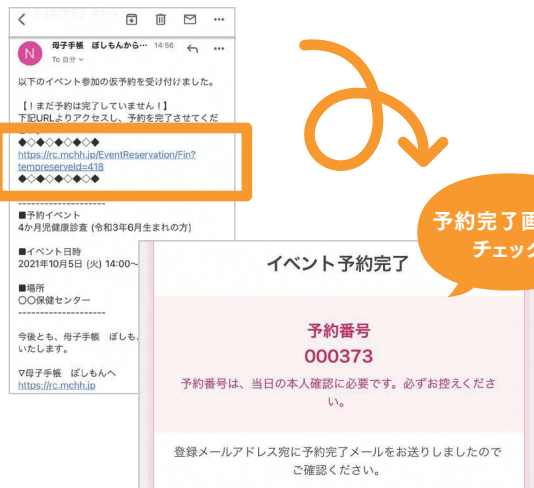 N
母子手帳 ぼしもんから… 14:56
To 自分
以下のイベント参加の仮予約を受け付けました。
【！まだ予約は完了していません！】
下記URLよりアクセスし、予約を完了させてくだ
◆◇◆◇◆◇◆◇◆
https://rc.mchh.jp/EventReservation/Fin?
tempreserveId=418
◆◇◆◇◆◇◆◇◆
--------------------
■予約イベント
4か月児健康診査 (令和3年6月生まれの方)
■イベント日時
2021年10月5日 (火) 14:00〜
■場所
〇〇保健センター
--------------------
今後とも、母子手帳 ぼしも
いたします。
▽母子手帳 ぼしもんへ
https://rc.mchh.jp
予約完了画
チェック
イベント予約完了
予約番号
000373
予約番号は、当日の本人確認に必要です。必ずお控えくださ
い。
登録メールアドレス宛に予約完了メールをお送りしましたので
ご確認ください。